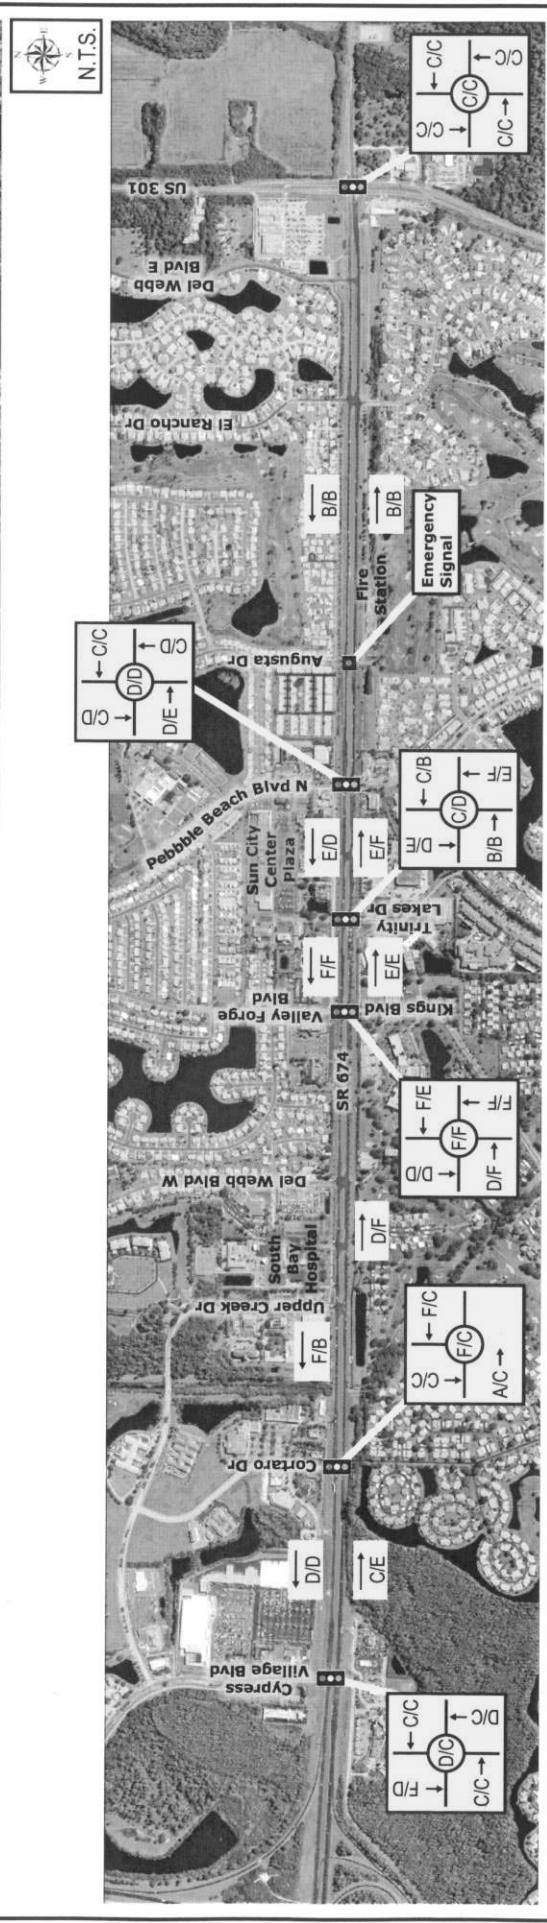 N.T.S.
N
E
S
W
Cypress
Village Blvd
Cortaro Dr
Upper Creek Dr
South
Bay
Hospital
Del Webb Blvd W
SR 674
Valley Forge
Blvd
Kings Blvd
Trinity
Lakes Dr
Sun City
Center
Plaza
Pebbble Beach Blvd N
Augusta Dr
Fire
Station
Emergency
Signal
El Rancho Dr
Del Webb
Blvd E
US 301
F/D
C/C
D/C
C/C
D/C
D/D
C/E
C/C
F/C
F/C
A/C
F/B
D/F
D/D
F/E
F/F
D/F
F/F
F/F
E/E
D/E
C/B
C/D
B/B
E/F
E/D
E/F
C/D
C/C
D/D
D/E
C/D
B/B
B/B
C/C
C/C
C/C
C/C
C/C